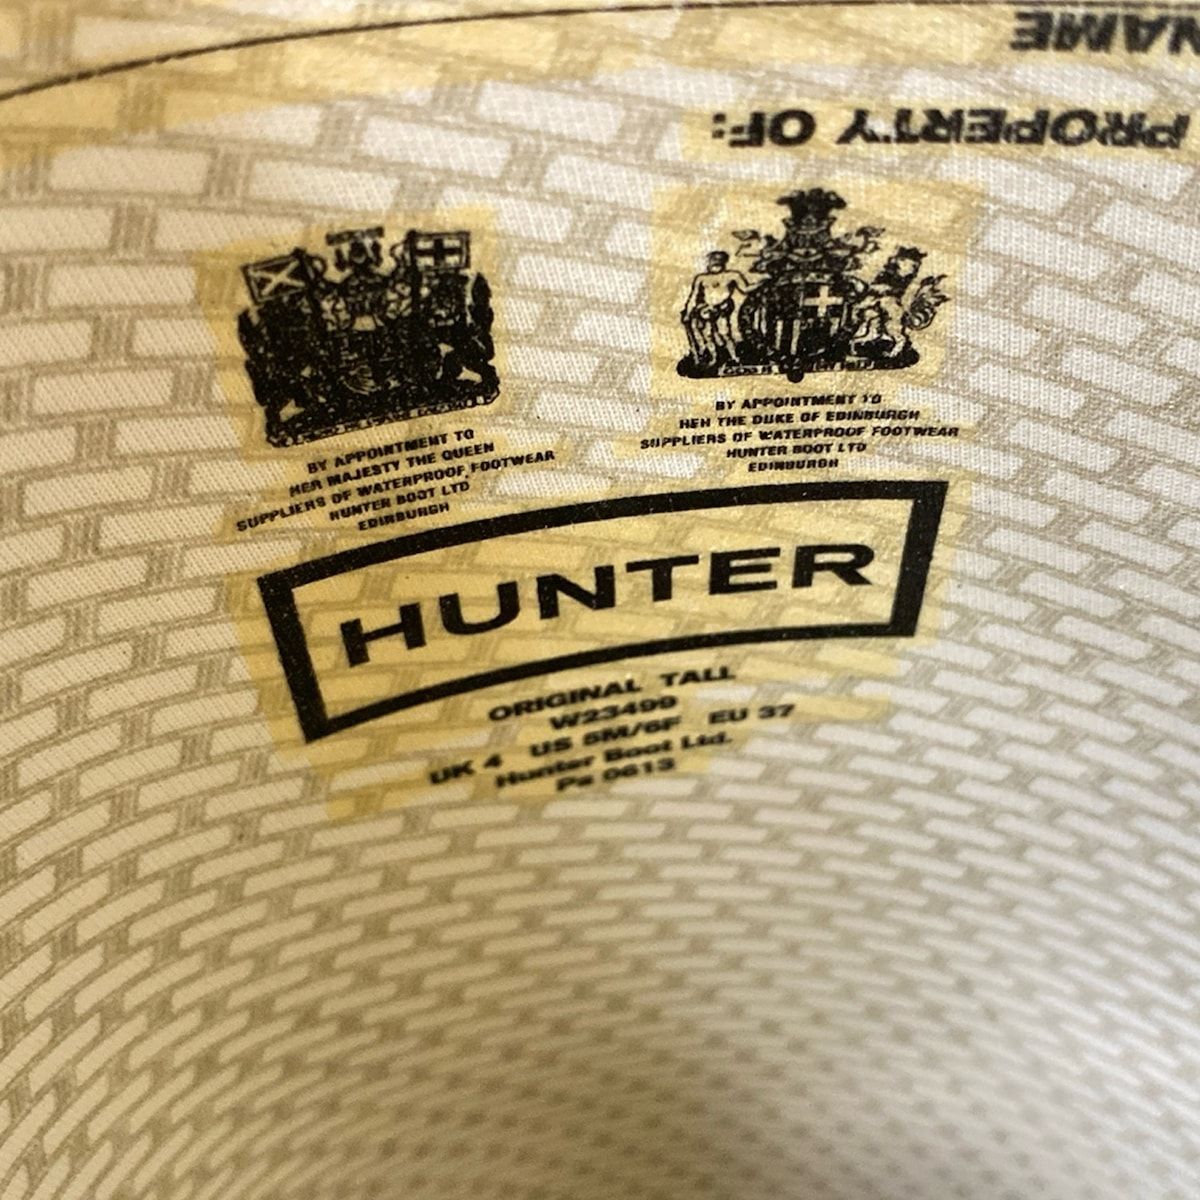 NAME
PROPERTY OF:
BY APPOINTMENT TO
HER MAJESTY THE QUEEN
SUPPLIERS OF WATERPROOF FOOTWEAR
HUNTER BOOT LTD
EDINBURGH
BY APPOINTMENT TO
HRH THE DUKE OF EDINBURGH
SUPPLIERS OF WATERPROOF FOOTWEAR
HUNTER BOOT LTD
EDINBURGH
HUNTER
ORIGINAL TALL
W23499
UK 4 US 5M/6F EU 37
Hunter Boot Ltd.
Ps 0613